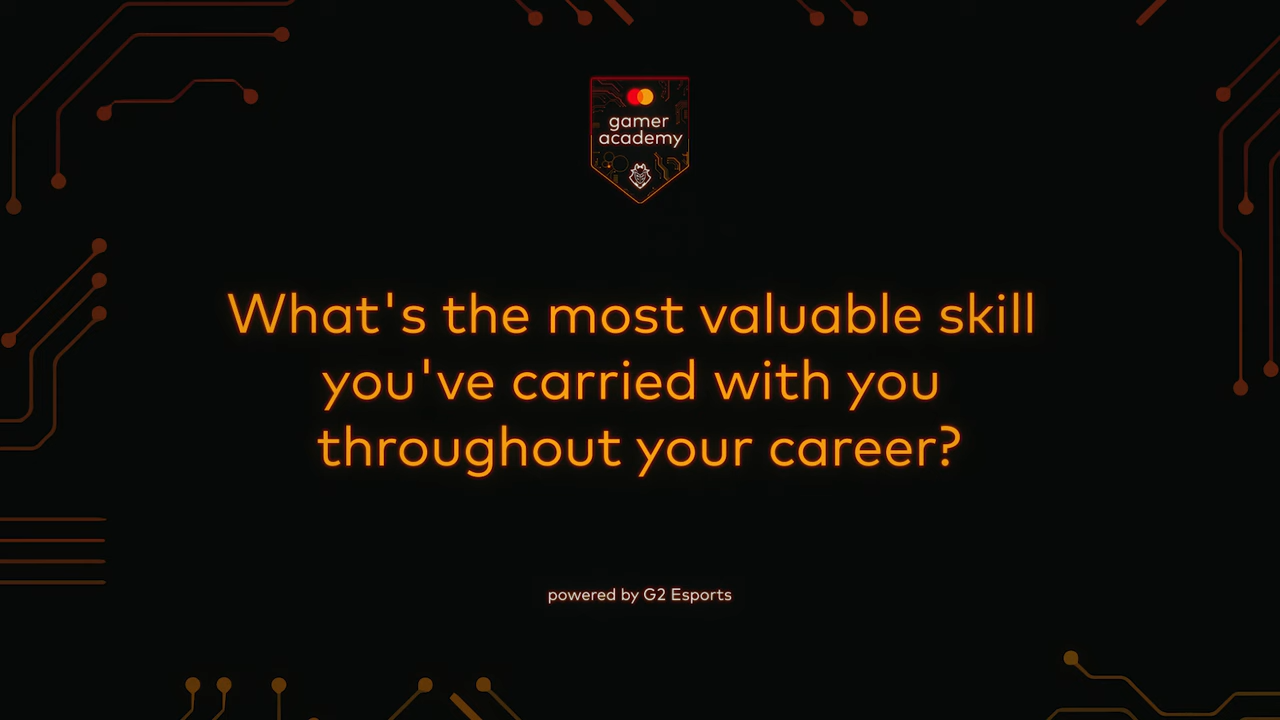 gamer
academy
What's the most valuable skill
you've carried with you
throughout your career?
powered by G2 Esports